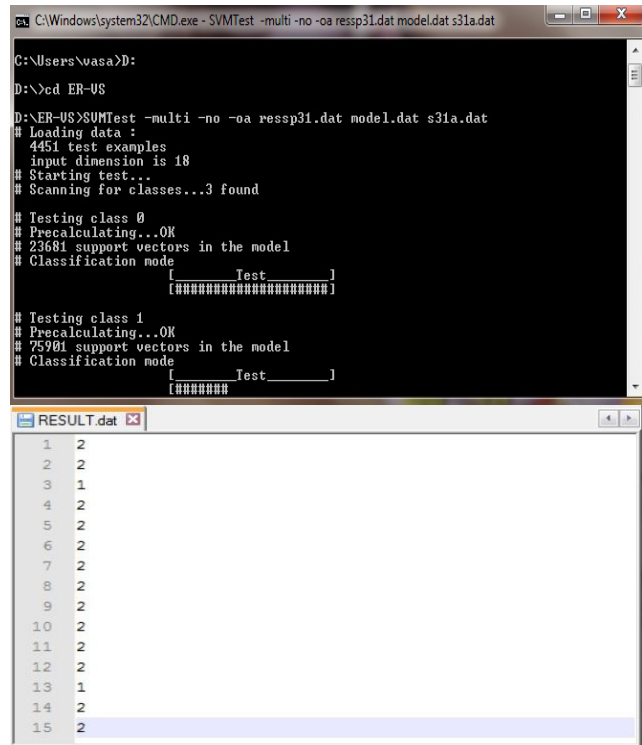 C:\Windows\system32\CMD.exe - SVMTest -multi -no -oa ressp31.dat model.dat s31a.dat
C:\Users\vasa>D:
D:\>cd ER-VS
D:\ER-VS>SVMTest -multi -no -oa ressp31.dat model.dat s31a.dat
# Loading data :
4451 test examples
input dimension is 18
# Starting test...
# Scanning for classes...3 found
# Testing class 0
# Precalculating...OK
# 23681 support vectors in the model
# Classification mode
[________Test________]
[####################]
# Testing class 1
# Precalculating...OK
# 75901 support vectors in the model
# Classification mode
[________Test________]
[#######
RESULT.dat
1 2
2 2
3 1
4 2
5 2
6 2
7 2
8 2
9 2
10 2
11 2
12 2
13 1
14 2
15 2